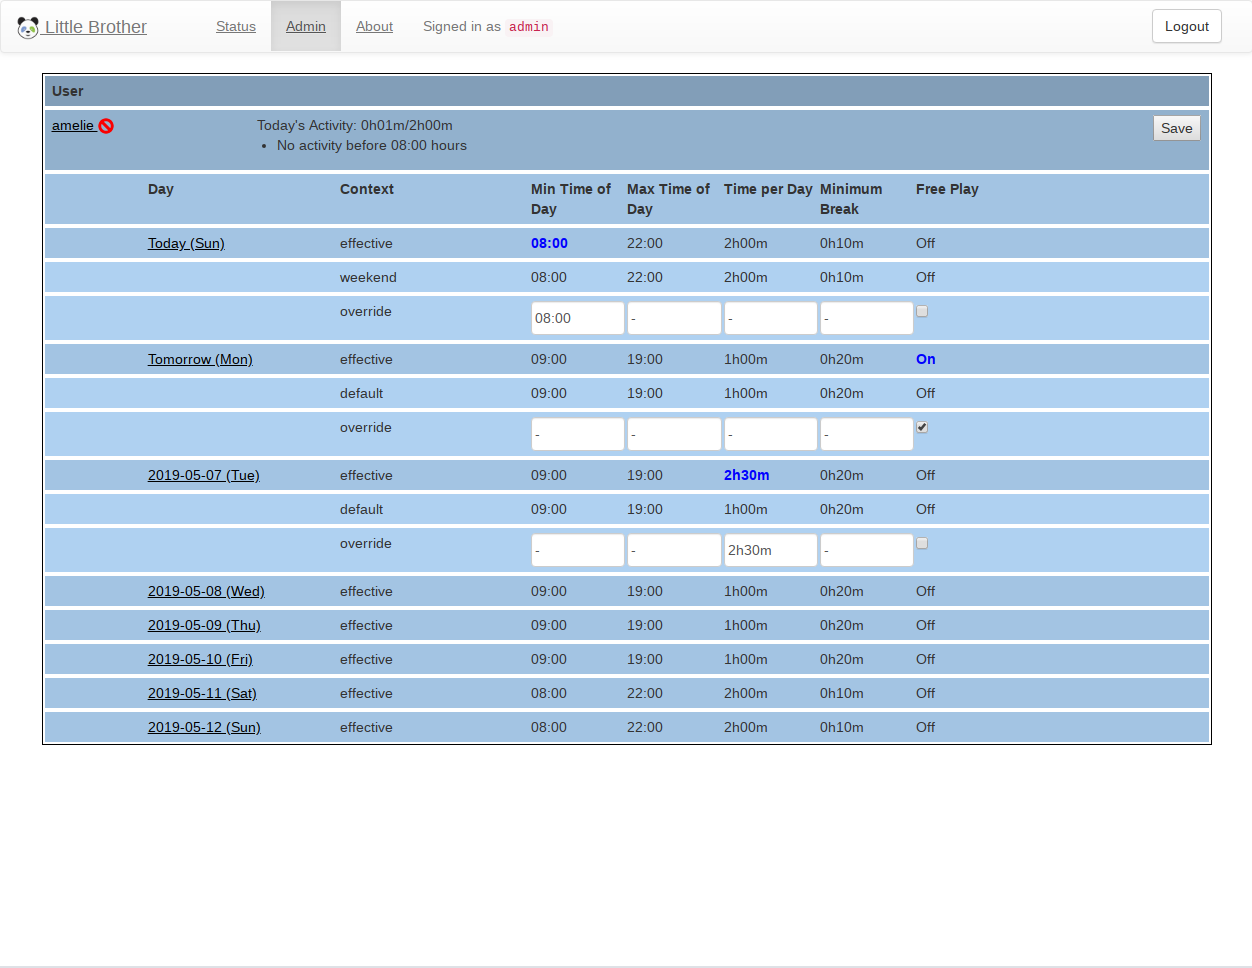 Little Brother Status Admin About Signed in as admin Logout
User
amelie Today's Activity: 0h01m/2h00m Save
• No activity before 08:00 hours
Day Context Min Time of Day Max Time of Day Time per Day Minimum Break Free Play
Today (Sun) effective 08:00 22:00 2h00m 0h10m Off
weekend 08:00 22:00 2h00m 0h10m Off
override 08:00 - - -
Tomorrow (Mon) effective 09:00 19:00 1h00m 0h20m On
default 09:00 19:00 1h00m 0h20m Off
override - - - -
2019-05-07 (Tue) effective 09:00 19:00 2h30m 0h20m Off
default 09:00 19:00 1h00m 0h20m Off
override - - 2h30m -
2019-05-08 (Wed) effective 09:00 19:00 1h00m 0h20m Off
2019-05-09 (Thu) effective 09:00 19:00 1h00m 0h20m Off
2019-05-10 (Fri) effective 09:00 19:00 1h00m 0h20m Off
2019-05-11 (Sat) effective 08:00 22:00 2h00m 0h10m Off
2019-05-12 (Sun) effective 08:00 22:00 2h00m 0h10m Off